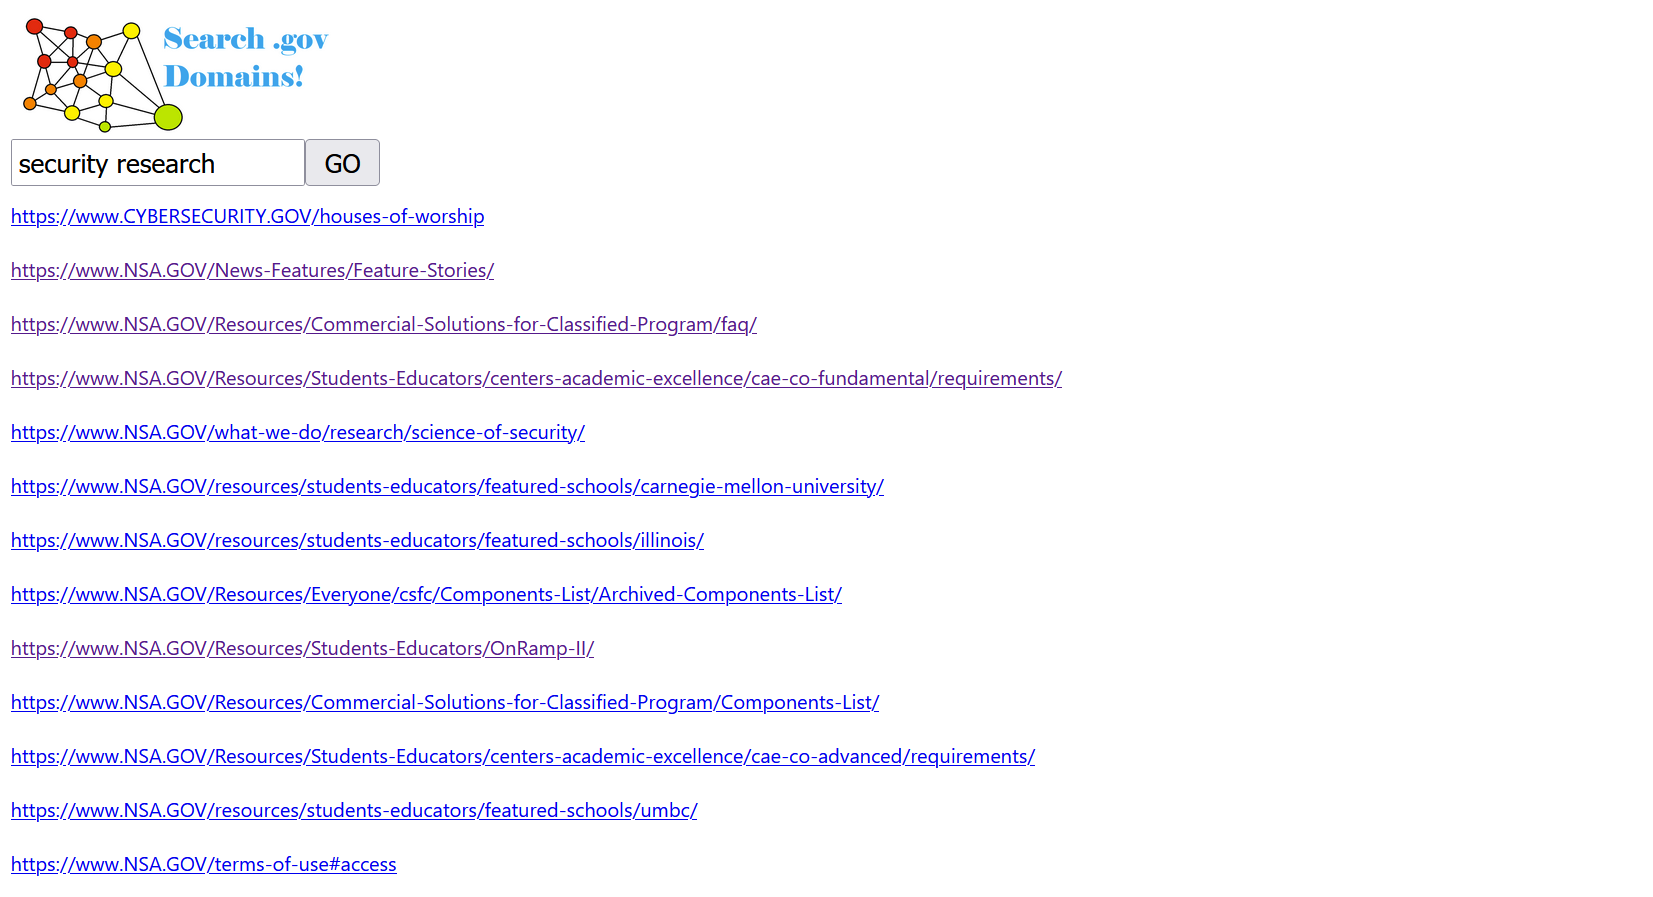 Search .gov
Domains!
security research
GO
https://www.CYBERSECURITY.GOV/houses-of-worship
https://www.NSA.GOV/News-Features/Feature-Stories/
https://www.NSA.GOV/Resources/Commercial-Solutions-for-Classified-Program/faq/
https://www.NSA.GOV/Resources/Students-Educators/centers-academic-excellence/cae-co-fundamental/requirements/
https://www.NSA.GOV/what-we-do/research/science-of-security/
https://www.NSA.GOV/resources/students-educators/featured-schools/carnegie-mellon-university/
https://www.NSA.GOV/resources/students-educators/featured-schools/illinois/
https://www.NSA.GOV/Resources/Everyone/csfc/Components-List/Archived-Components-List/
https://www.NSA.GOV/Resources/Students-Educators/OnRamp-II/
https://www.NSA.GOV/Resources/Commercial-Solutions-for-Classified-Program/Components-List/
https://www.NSA.GOV/Resources/Students-Educators/centers-academic-excellence/cae-co-advanced/requirements/
https://www.NSA.GOV/resources/students-educators/featured-schools/umbc/
https://www.NSA.GOV/terms-of-use#access